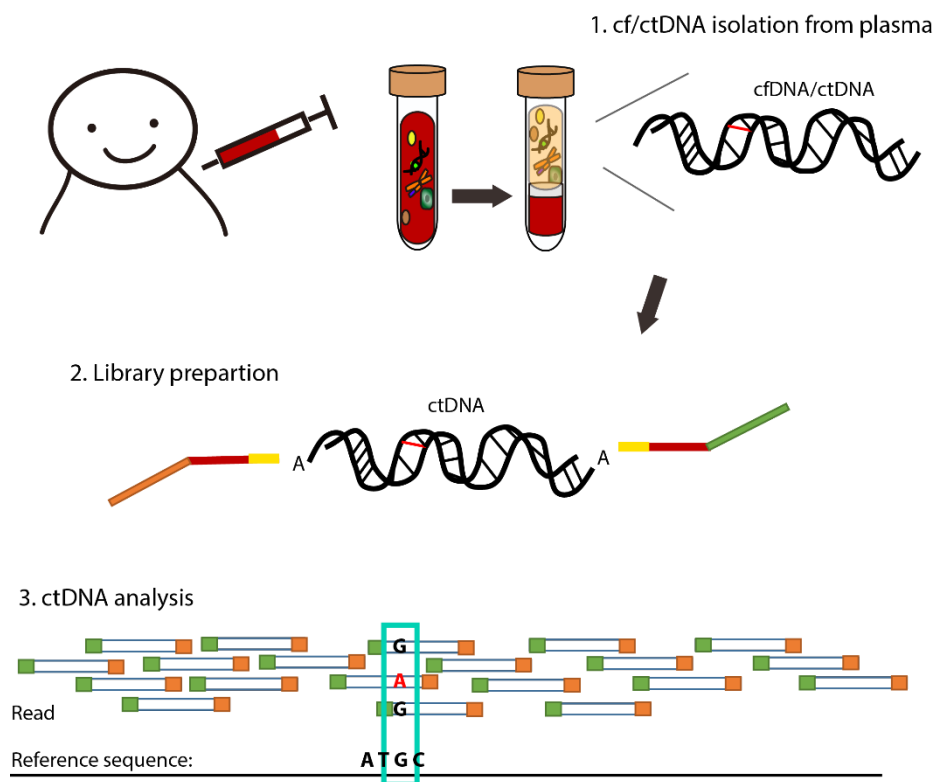 1. cf/ctDNA isolation from plasma
cfDNA/ctDNA
2. Library prepartion
ctDNA
A
A
3. ctDNA analysis
G
A
G
Read
Reference sequence:
A T G C